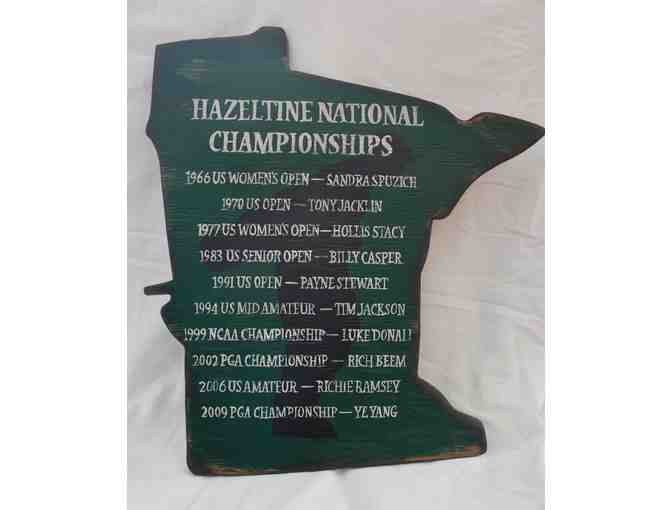 HAZELTINE NATIONAL
CHAMPIONSHIPS
1966 US WOMEN'S OPEN — SANDRA SPUZICH
1970 US OPEN — TONY JACKLIN
1977 US WOMEN'S OPEN — HOLLIS STACY
1983 US SENIOR OPEN — BILLY CASPER
1991 US OPEN — PAYNE STEWART
1994 US MID AMATEUR — TIM JACKSON
1999 NCAA CHAMPIONSHIP — LUKE DONALD
2002 PGA CHAMPIONSHIP — RICH BEEM
2006 US AMATEUR — RICHIE RAMSEY
2009 PGA CHAMPIONSHIP — YE YANG